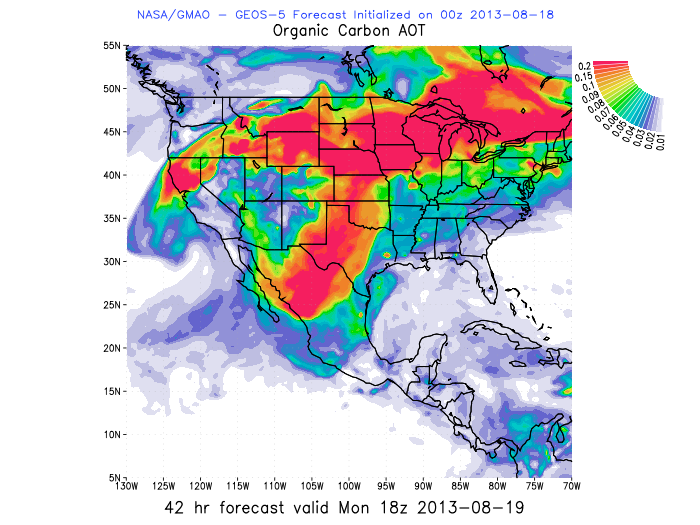 NASA/GMAO - GEOS-5 Forecast Initialized on 00z 2013-08-18
Organic Carbon AOT
55N
50N
45N
40N
35N
30N
25N
20N
15N
10N
5N
130W 125W 120W 115W 110W 105W 100W 95W 90W 85W 80W 75W 70W
0.2
0.15
0.1
0.09
0.08
0.07
0.06
0.05
0.04
0.03
0.02
0.01
42 hr forecast valid Mon 18z 2013-08-19